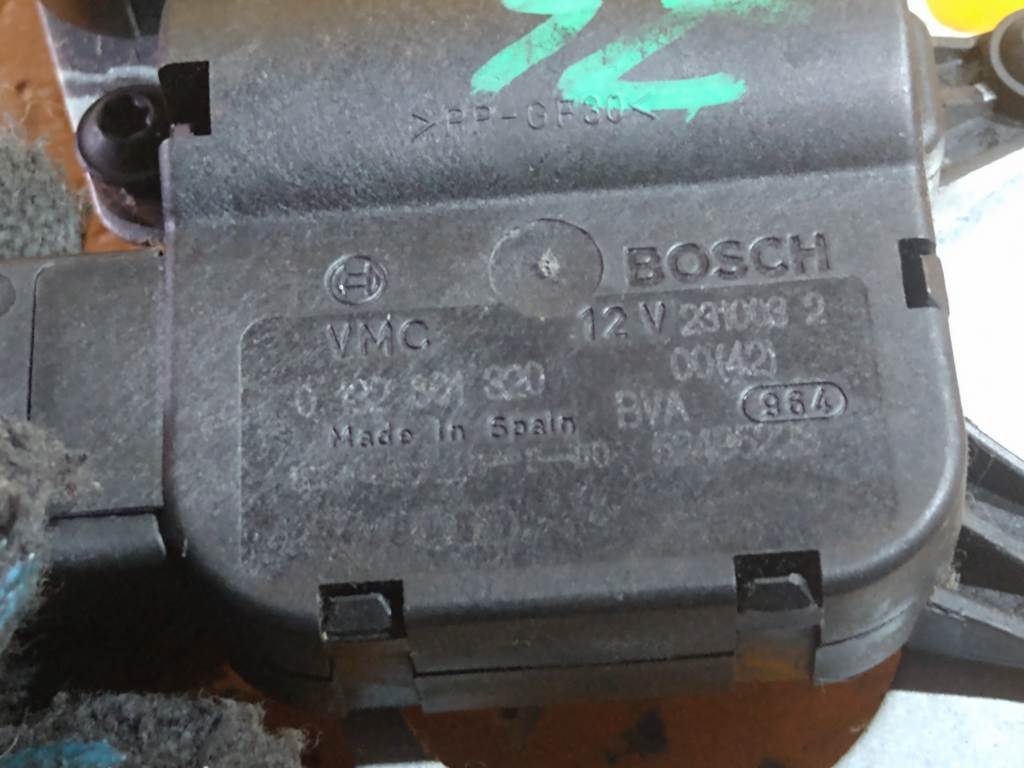 >PP-GF30<
BOSCH
VMC 12 V 231003 2
00(42)
0 132 801 320
BVA 964
Made in Spain